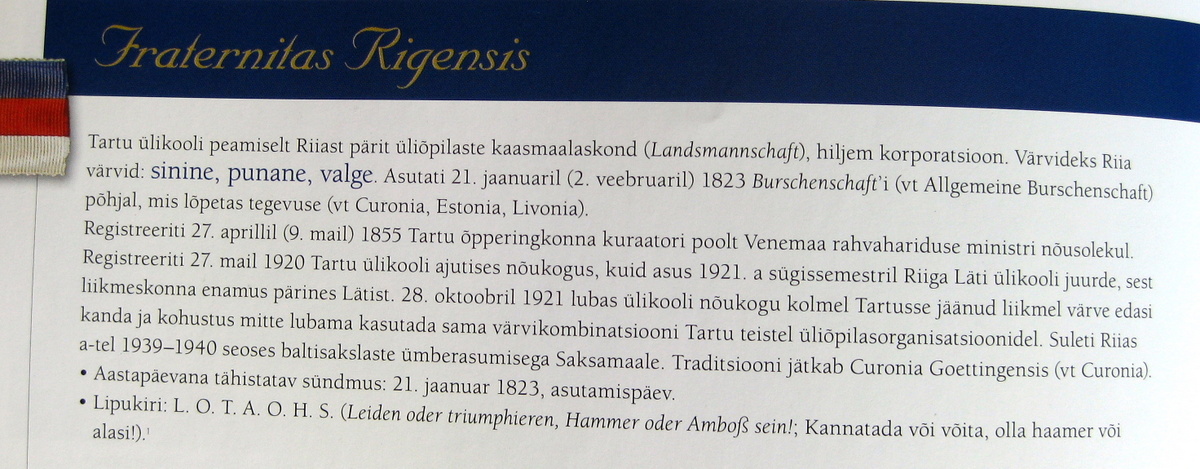 Fraternitas Rigensis
Tartu ülikooli peamiselt Riiast pärit üliõpilaste kaasmaalaskond (Landsmannschaft), hiljem korporatsioon. Värvideks Riia
värvid: sinine, punane, valge. Asutati 21. jaanuaril (2. veebruaril) 1823 Burschenschaft'i (vt Allgemeine Burschenschaft)
põhjal, mis lõpetas tegevuse (vt Curonia, Estonia, Livonia).
Registreeriti 27. aprillil (9. mail) 1855 Tartu õpperingkonna kuraatori poolt Venemaa rahvahariduse ministri nõusolekul.
Registreeriti 27. mail 1920 Tartu ülikooli ajutises nõukogus, kuid asus 1921. a sügissemestril Riiga Läti ülikooli juurde, sest
liikmeskonna enamus pärines Lätist. 28. oktoobril 1921 lubas ülikooli nõukogu kolmel Tartusse jäänud liikmel värve edasi
kanda ja kohustus mitte lubama kasutada sama värvikombinatsiooni Tartu teistel üliõpilasorganisatsioonidel. Suleti Riias
a-tel 1939–1940 seoses baltisakslaste ümberasumisega Saksamaale. Traditsiooni jätkab Curonia Goettingensis (vt Curonia).
• Aastapäevana tähistatav sündmus: 21. jaanuar 1823, asutamispäev.
• Lipukiri: L. O. T. A. O. H. S. (Leiden oder triumphieren, Hammer oder Amboß sein!; Kannatada või võita, olla haamer või
alasi!).¹